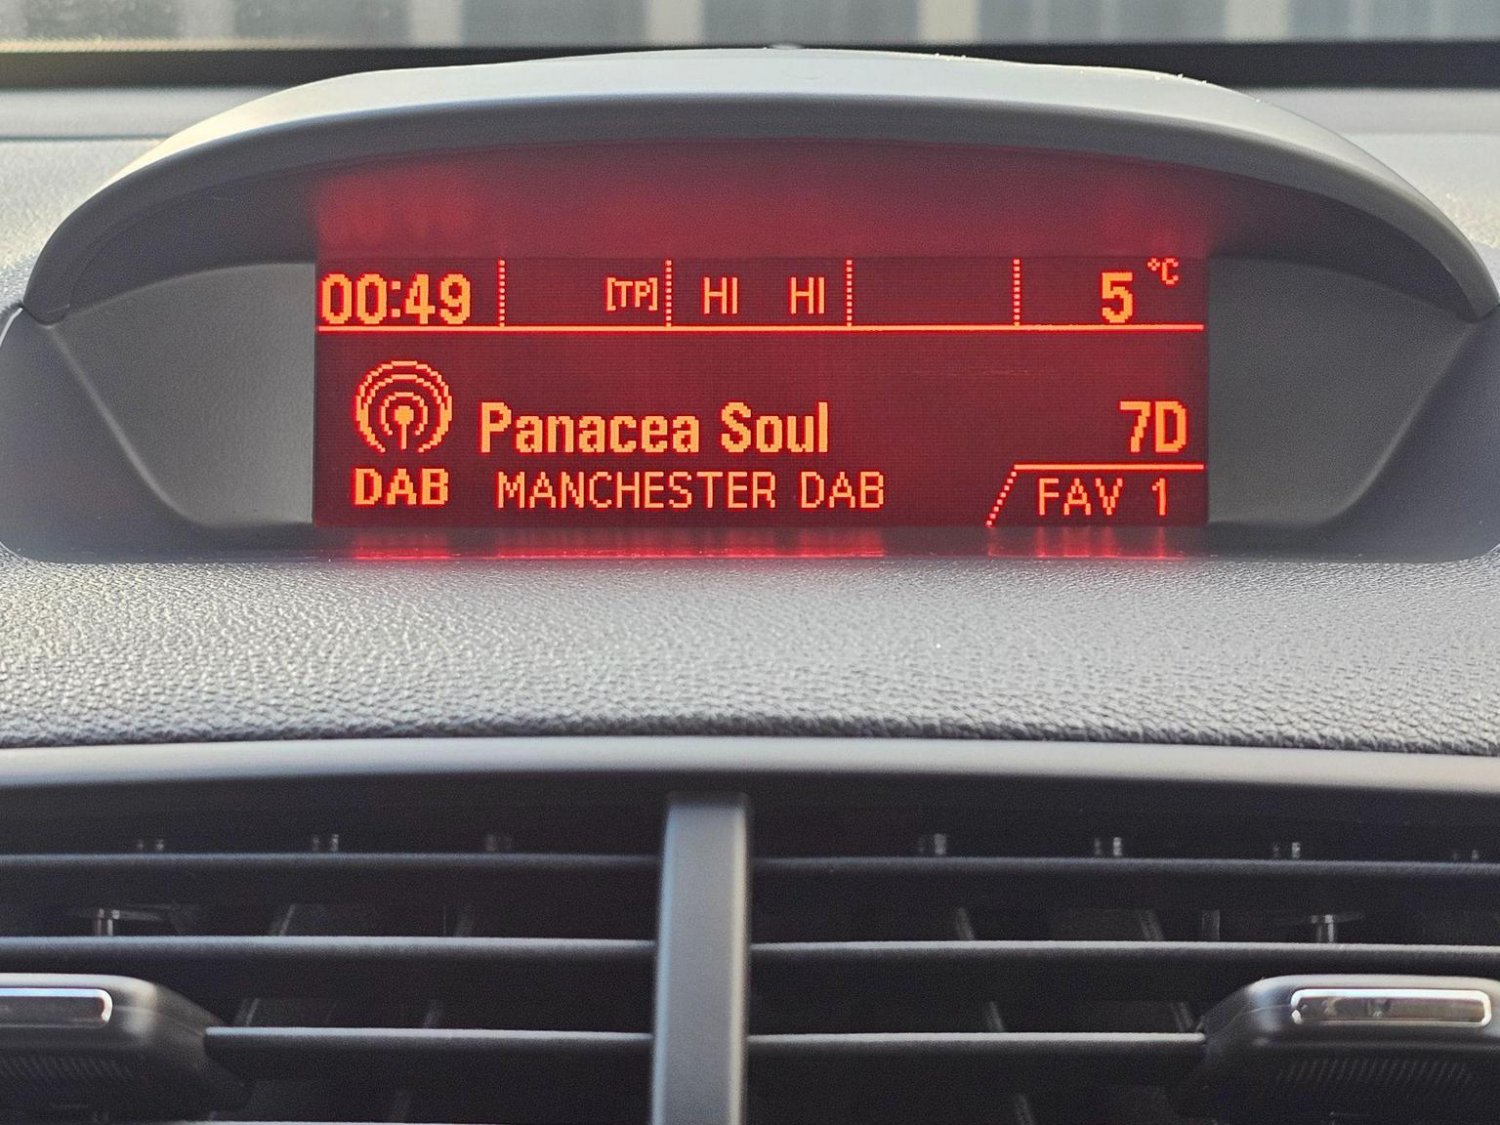 00:49 [TP] HI HI 5 °C
Panacea Soul 7D
DAB MANCHESTER DAB FAV 1